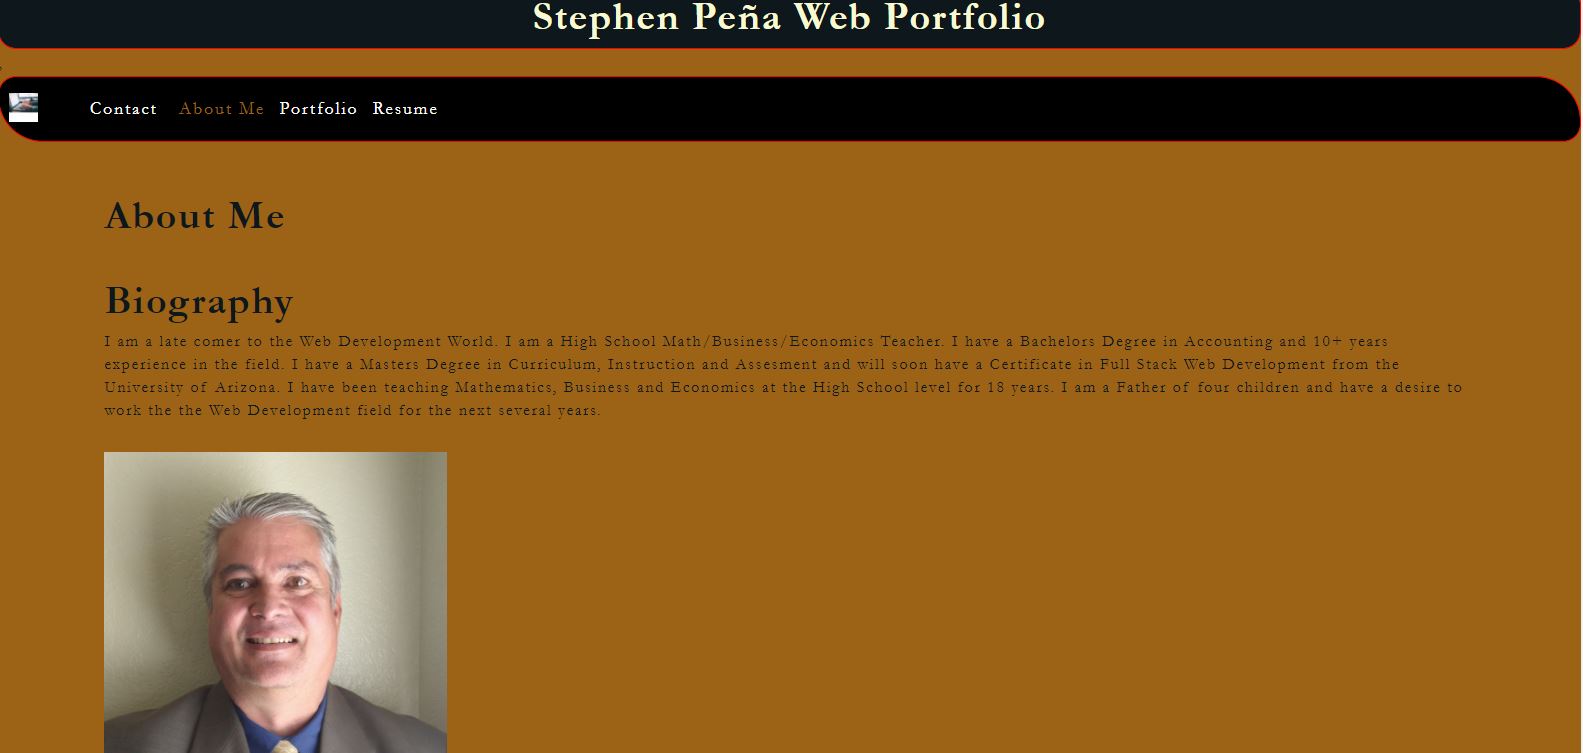 Stephen Peña Web Portfolio
Contact About Me Portfolio Resume
About Me
Biography
I am a late comer to the Web Development World. I am a High School Math/Business/Economics Teacher. I have a Bachelors Degree in Accounting and 10+ years
experience in the field. I have a Masters Degree in Curriculum, Instruction and Assesment and will soon have a Certificate in Full Stack Web Development from the
University of Arizona. I have been teaching Mathematics, Business and Economics at the High School level for 18 years. I am a Father of four children and have a desire to
work the the Web Development field for the next several years.